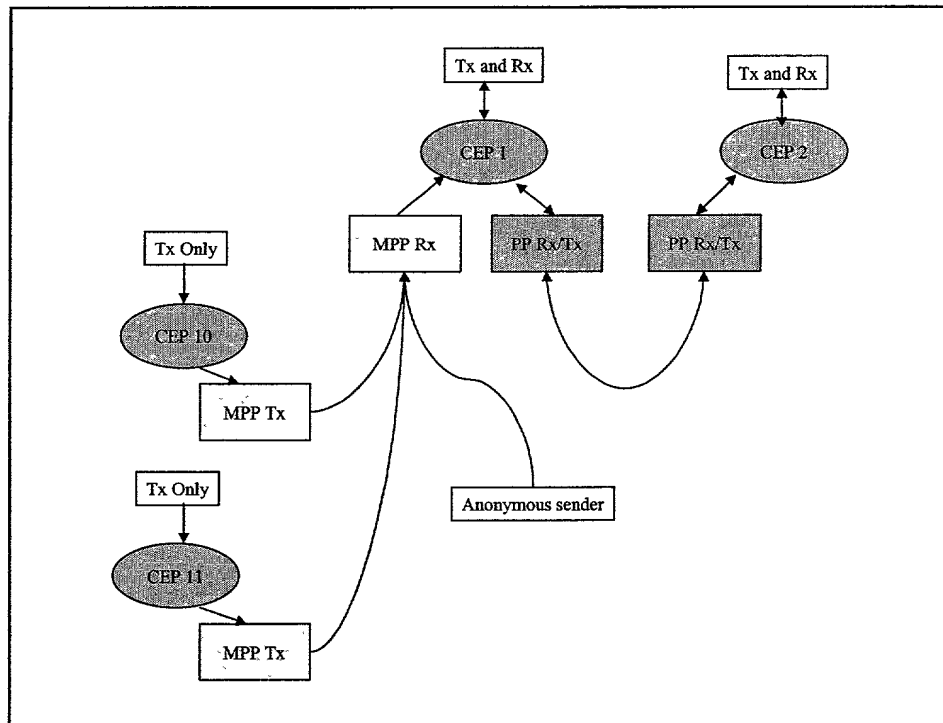 Tx and Rx
Tx and Rx
CEP 1
CEP 2
MPP Rx
PP Rx/Tx
PP Rx/Tx
Tx Only
CEP 10
MPP Tx
Tx Only
Anonymous sender
CEP 11
MPP Tx